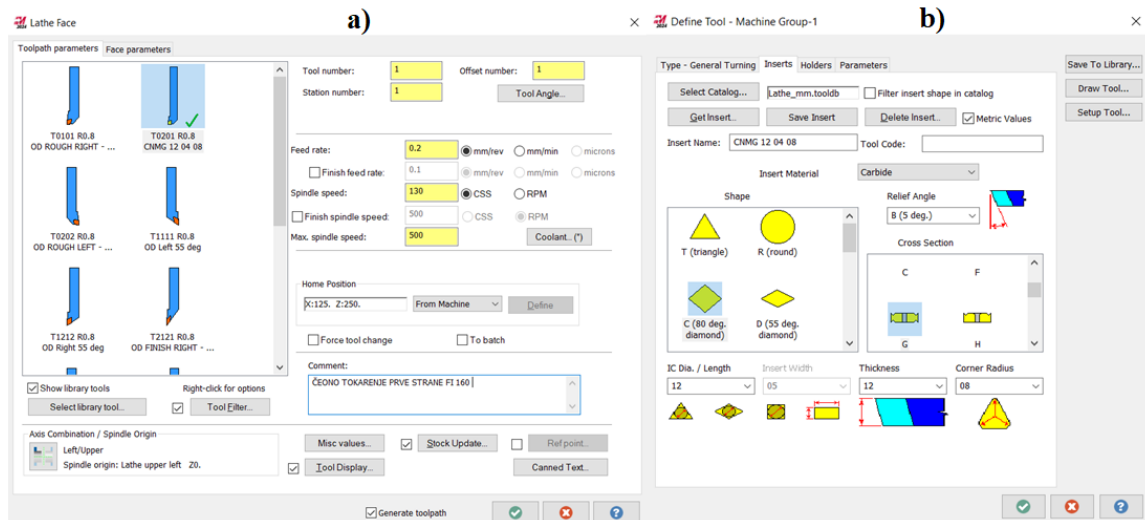 a)
Lathe Face
Toolpath parameters
Face parameters
T0101 R0.8
OD ROUGH RIGHT - ...
T0201 R0.8
CNMG 12 04 08
T0202 R0.8
OD ROUGH LEFT - ...
T1111 R0.8
OD Left 55 deg
T1212 R0.8
OD Right 55 deg
T2121 R0.8
OD FINISH RIGHT - ...
Show library tools
Right-click for options
Select library tool...
Tool Filter...
Axis Combination / Spindle Origin
Left/Upper
Spindle origin: Lathe upper left Z0.
Tool number: 1
Offset number: 1
Station number: 1
Tool Angle...
Feed rate: 0.2 mm/rev mm/min microns
Finish feed rate: 0.1 mm/rev mm/min microns
Spindle speed: 130 CSS RPM
Finish spindle speed: 500 CSS RPM
Max. spindle speed: 500
Coolant.. (*)
Home Position
X:125. Z:250.
From Machine
Define
Force tool change
To batch
Comment:
ČEONO TOKARENJE PRVE STRANE FI 160
Misc values...
Stock Update...
Ref point...
Tool Display...
Canned Text...
Generate toolpath
b)
Define Tool - Machine Group-1
Type - General Turning
Inserts
Holders
Parameters
Save To Library...
Draw Tool...
Setup Tool...
Select Catalog...
Lathe_mm.tooldb
Filter insert shape in catalog
Get Insert...
Save Insert
Delete Insert...
Metric Values
Insert Name: CNMG 12 04 08
Tool Code:
Insert Material
Carbide
Shape
T (triangle)
R (round)
C (80 deg.
diamond)
D (55 deg.
diamond)
Relief Angle
B (5 deg.)
Cross Section
C
F
G
H
IC Dia. / Length
12
Insert Width
05
Thickness
12
Corner Radius
08